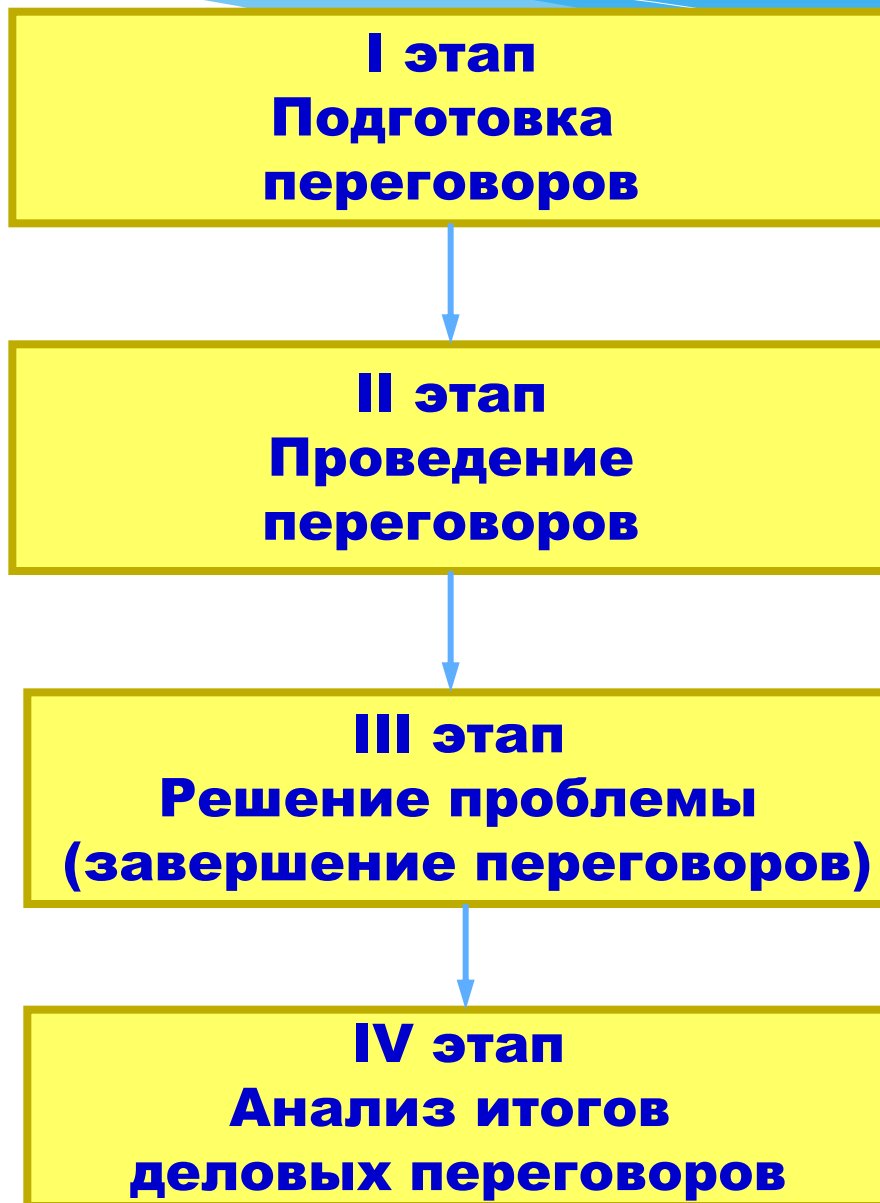 I этап
Подготовка
переговоров
II этап
Проведение
переговоров
III этап
Решение проблемы
(завершение переговоров)
IV этап
Анализ итогов
деловых переговоров